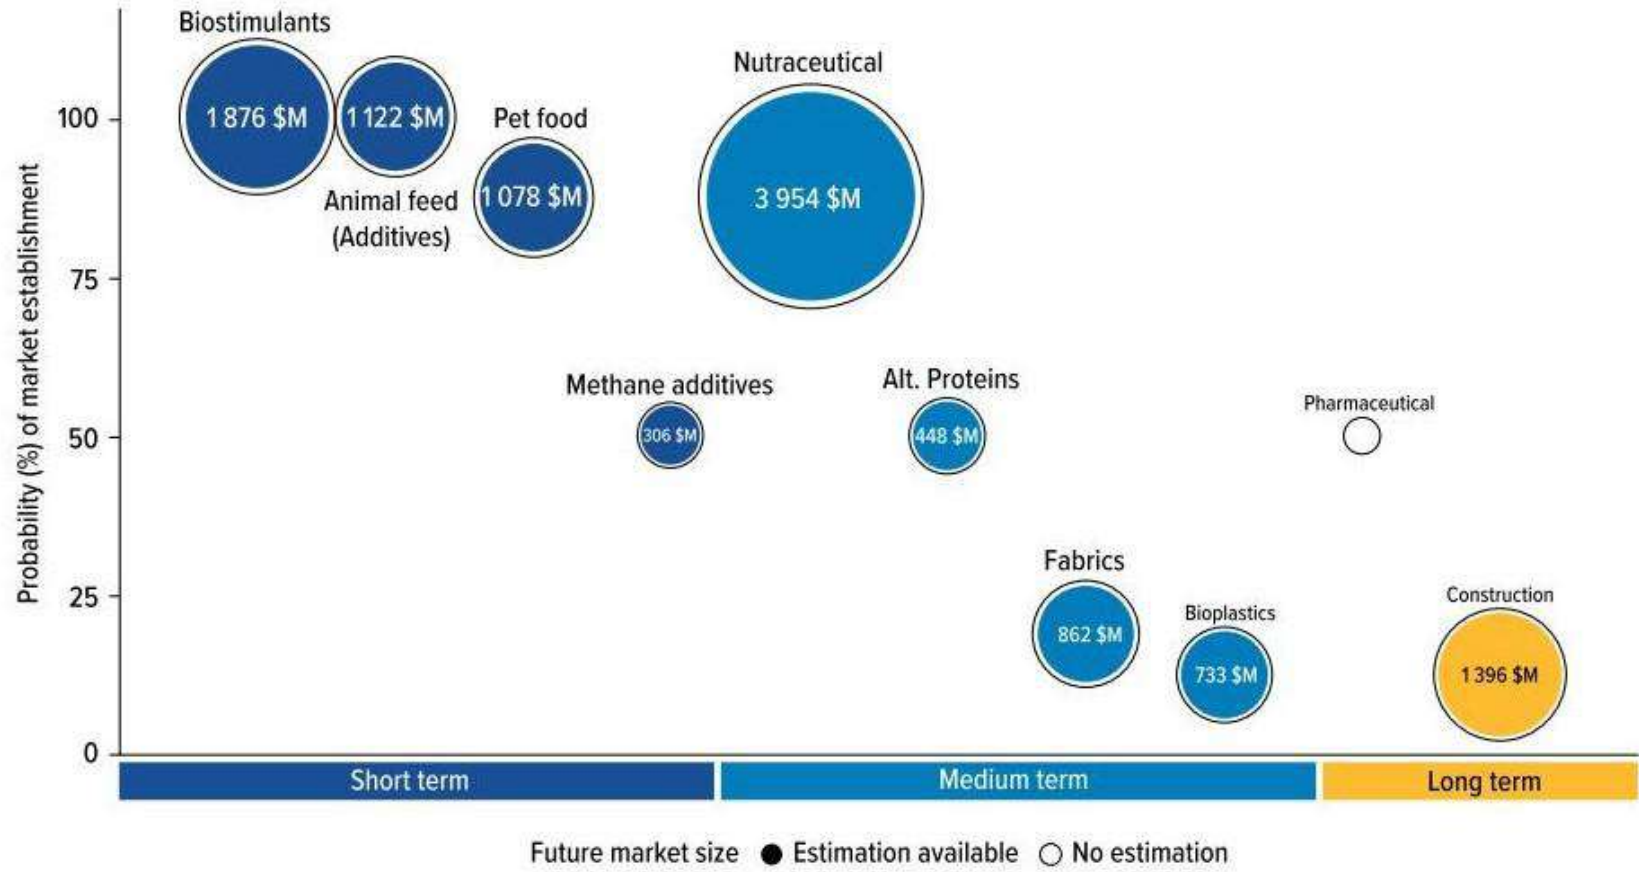 Biostimulants
1 876 $M
1 122 $M
Animal feed
(Additives)
Pet food
1 078 $M
Nutraceutical
3 954 $M
Methane additives
306 $M
Alt. Proteins
448 $M
Pharmaceutical
Fabrics
862 $M
Bioplastics
733 $M
Construction
1 396 $M
Probability (%) of market establishment
100
75
50
25
0
Short term
Medium term
Long term
Future market size
Estimation available
No estimation